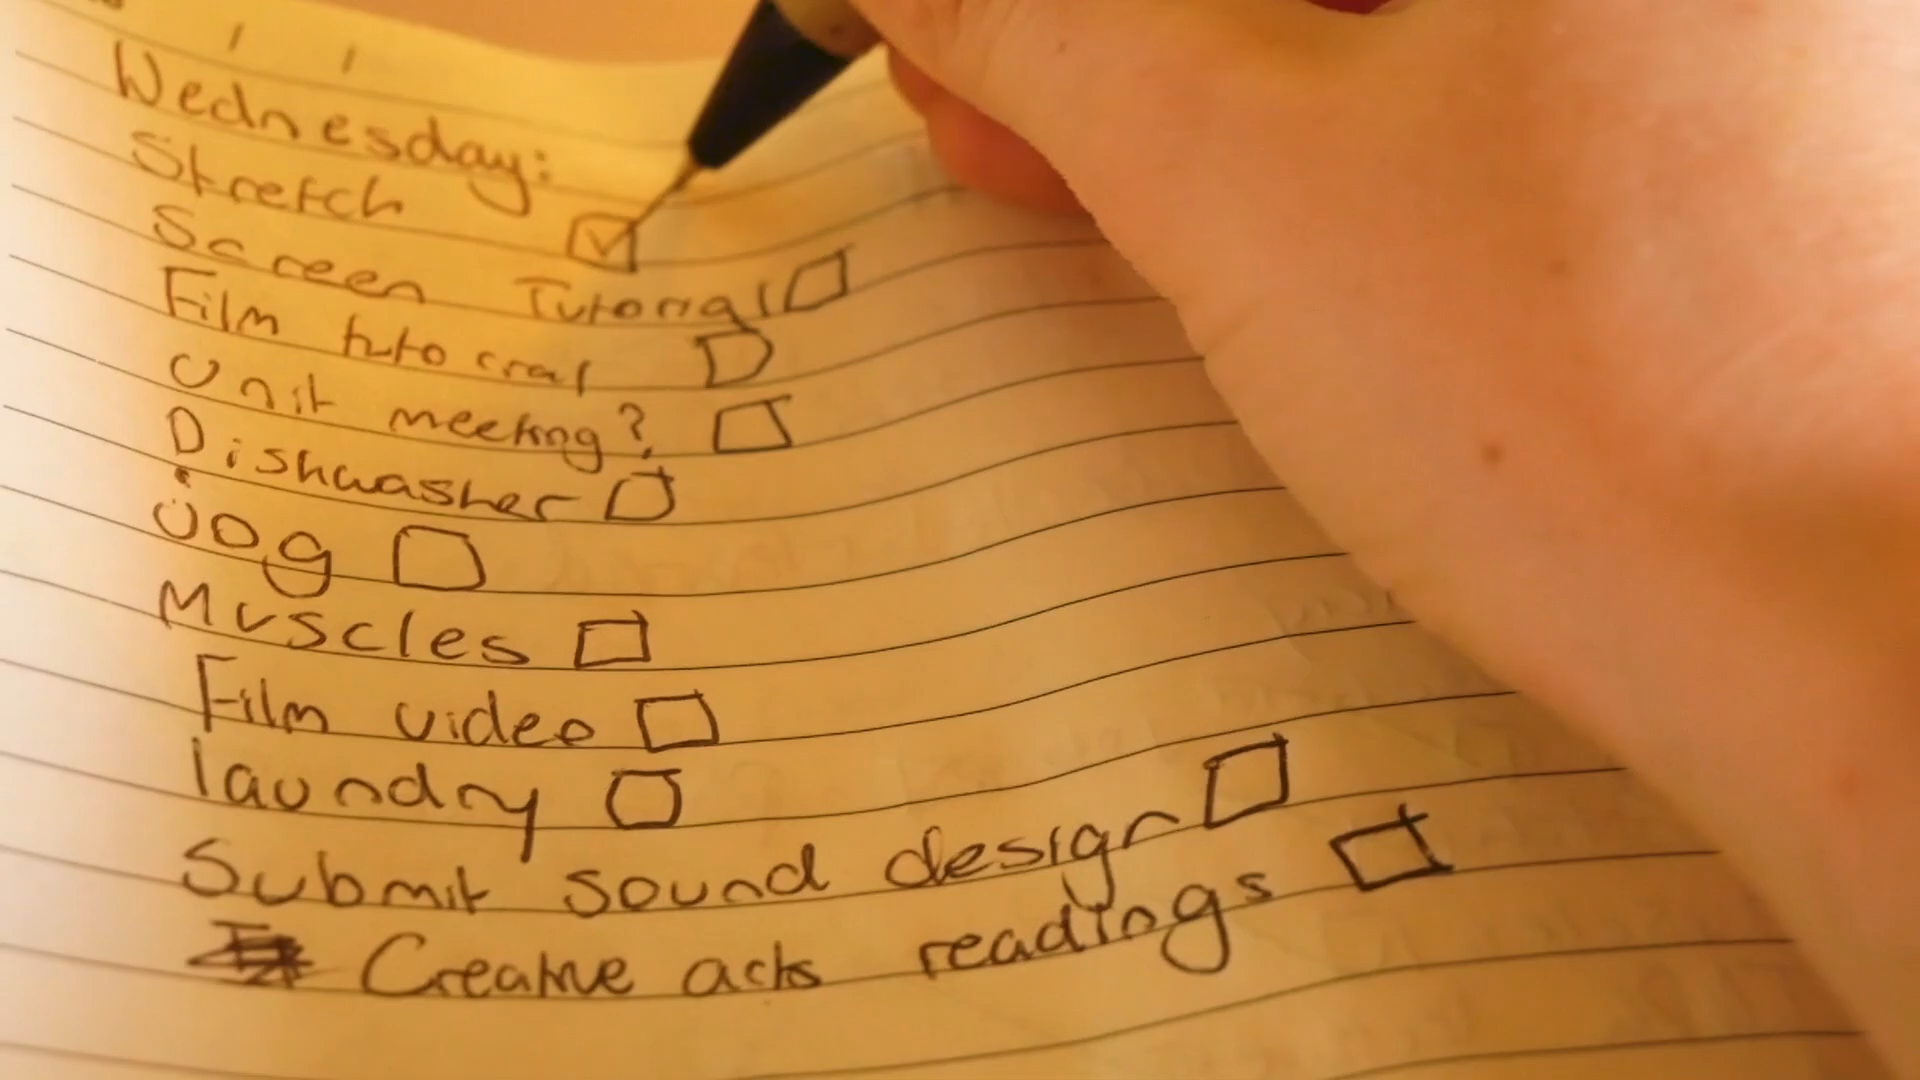 Wednesday:
Stretch
Screen Tutorial
Film tutorial
Unit meeting?
Dishwasher
jog
Muscles
Film video
laundry
Submit sound design
Creative acts readings